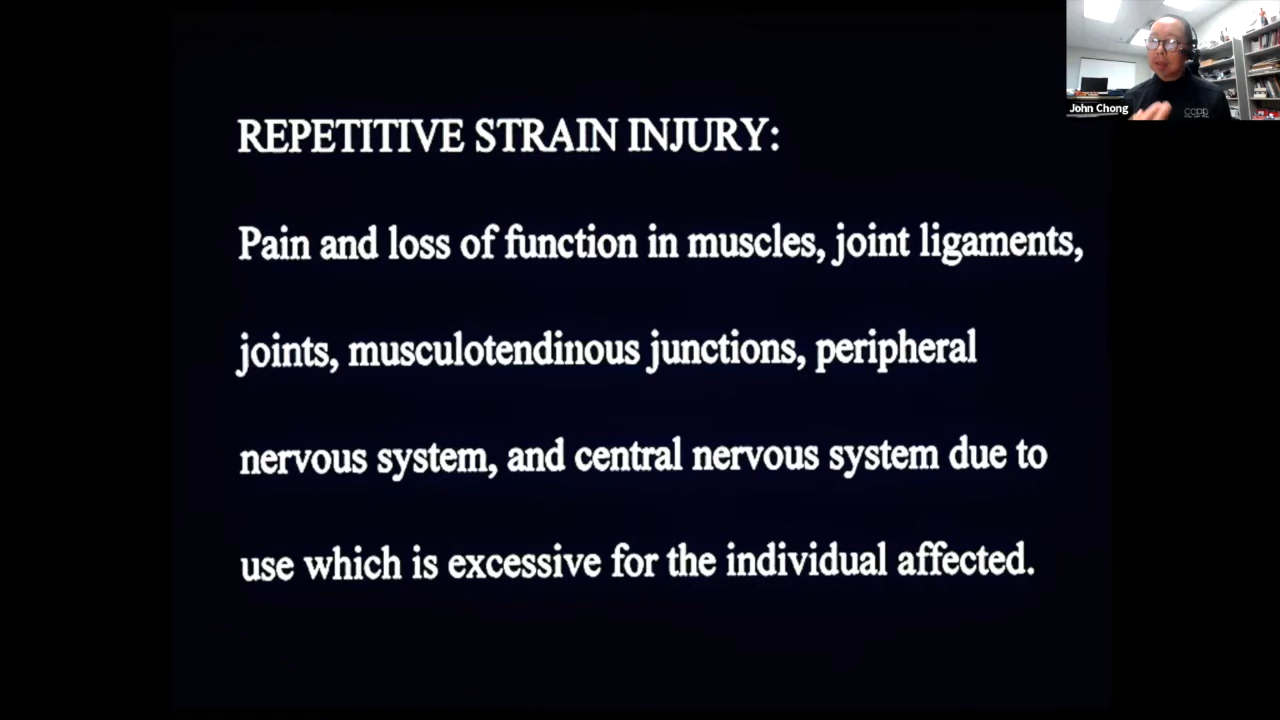 REPETITIVE STRAIN INJURY:
Pain and loss of function in muscles, joint ligaments,
joints, musculotendinous junctions, peripheral
nervous system, and central nervous system due to
use which is excessive for the individual affected.
John Chong